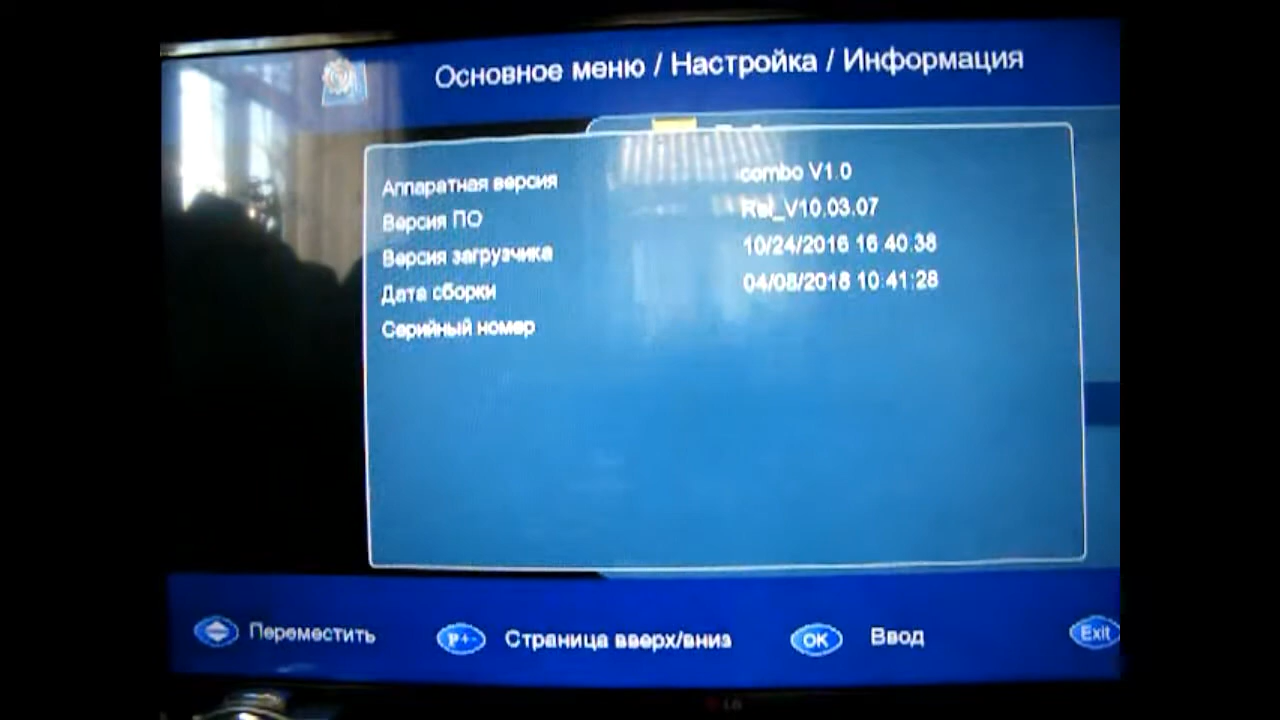 Основное меню / Настройка / Информация
Аппаратная версия combo V1.0
Версия ПО Rel_V10.03.07
Версия загрузчика 10/24/2016 16:40:38
Дата сборки 04/08/2018 10:41:28
Серийный номер
Переместить P+- Страница вверх/вниз OK Ввод Exit
LG